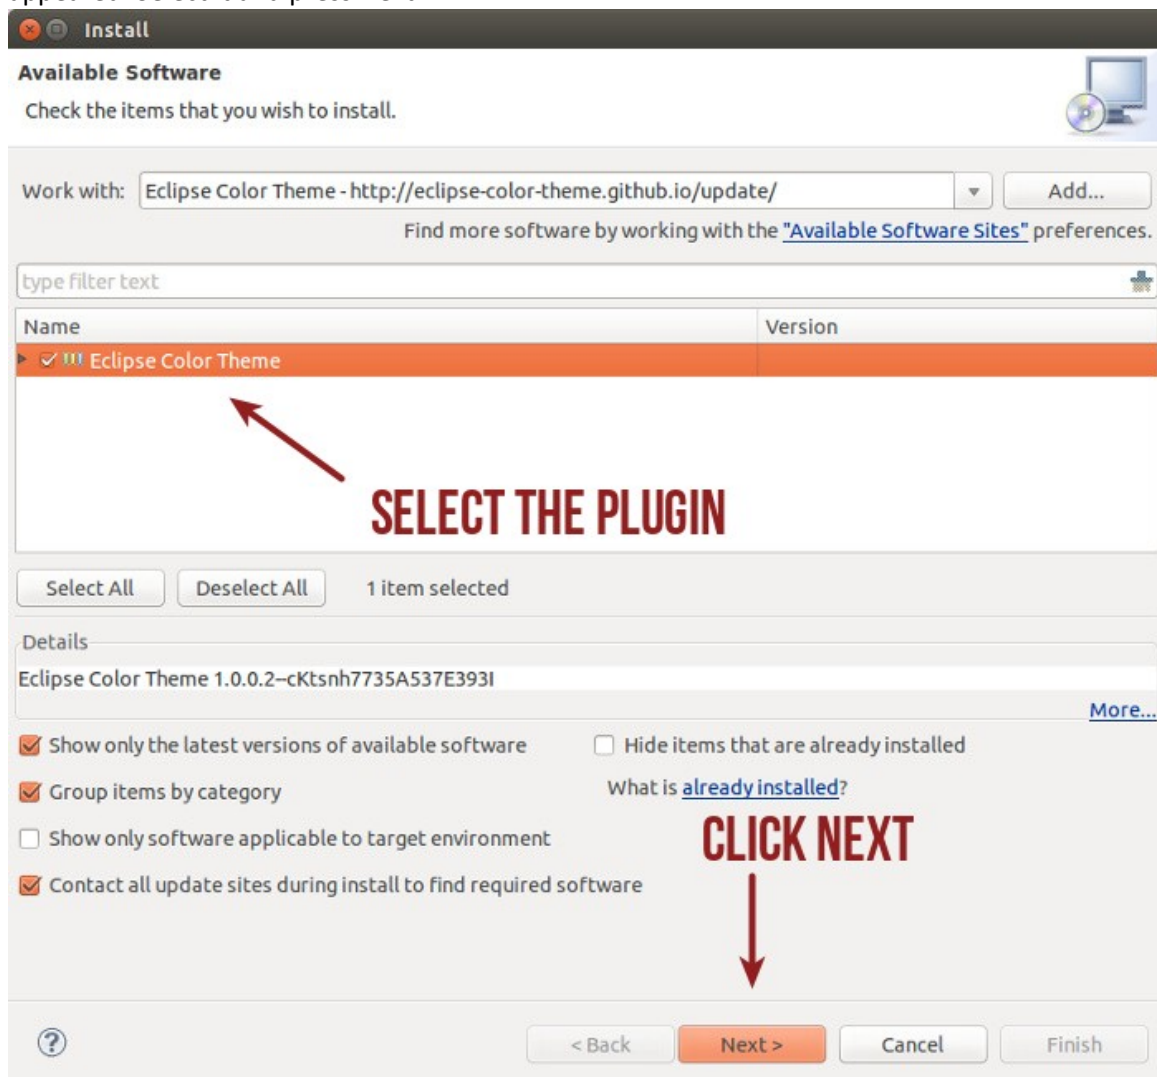 Install
Available Software
Check the items that you wish to install.
Work with: Eclipse Color Theme - http://eclipse-color-theme.github.io/update/ Add...
Find more software by working with the "Available Software Sites" preferences.
type filter text
Name Version
Eclipse Color Theme
SELECT THE PLUGIN
Select All Deselect All 1 item selected
Details
Eclipse Color Theme 1.0.0.2--cKtsnh7735A537E393I
More...
Show only the latest versions of available software Hide items that are already installed
Group items by category What is already installed?
Show only software applicable to target environment
CLICK NEXT
Contact all update sites during install to find required software
? < Back Next > Cancel Finish